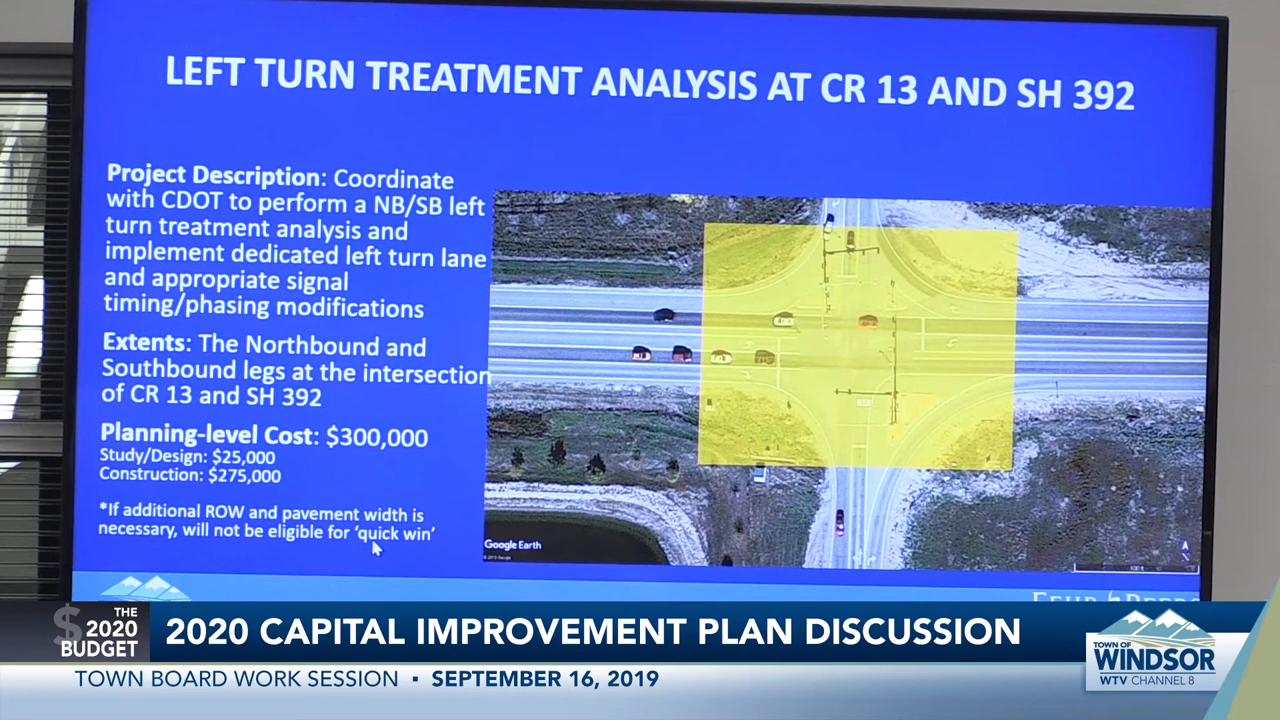 LEFT TURN TREATMENT ANALYSIS AT CR 13 AND SH 392
Project Description: Coordinate
with CDOT to perform a NB/SB left
turn treatment analysis and
implement dedicated left turn lane
and appropriate signal
timing/phasing modifications
Extents: The Northbound and
Southbound legs at the intersection
of CR 13 and SH 392
Planning-level Cost: $300,000
Study/Design: $25,000
Construction: $275,000
*If additional ROW and pavement width is
necessary, will not be eligible for ‘quick win’
Google Earth
$ THE
2020
BUDGET
2020 CAPITAL IMPROVEMENT PLAN DISCUSSION
TOWN BOARD WORK SESSION ▪ SEPTEMBER 16, 2019
TOWN OF
WINDSOR
WTV CHANNEL 8